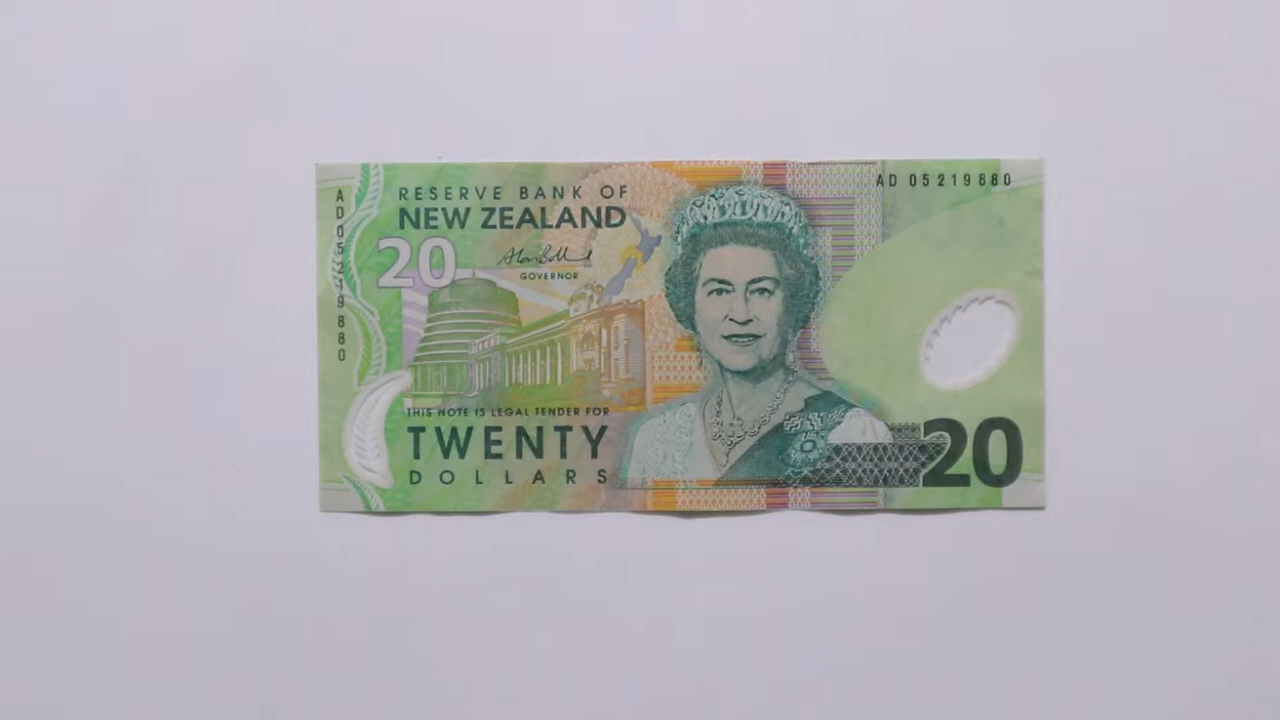 RESERVE BANK OF
NEW ZEALAND
20
GOVERNOR
THIS NOTE IS LEGAL TENDER FOR
TWENTY
DOLLARS
AD 05219880
AD05219880
20